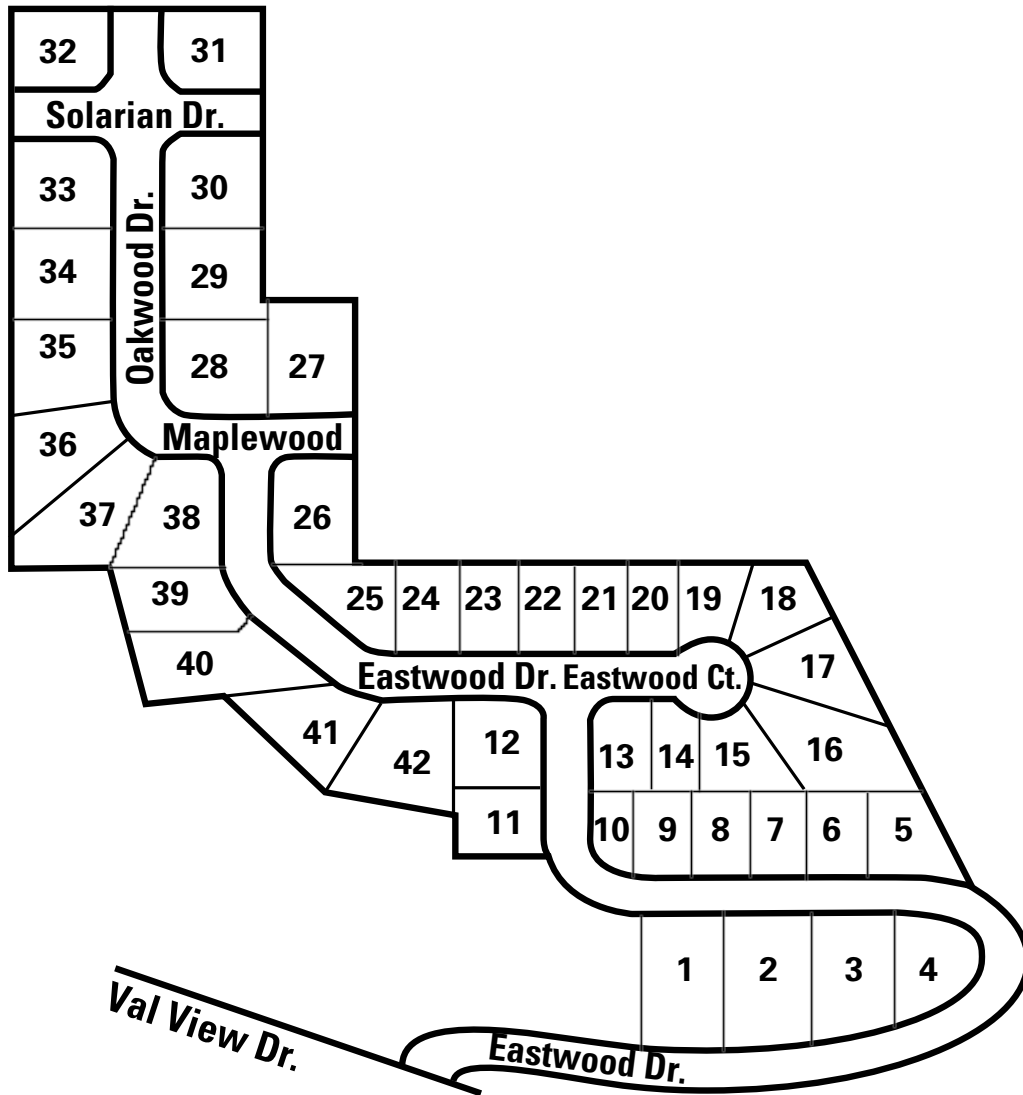 32 31
Solarian Dr.
33 30
Oakwood Dr.
34 29
35 28 27
36 Maplewood
37 38 26
39 25 24 23 22 21 20 19 18
40 Eastwood Dr. Eastwood Ct. 17
41 42 12 13 14 15 16
11 10 9 8 7 6 5
1 2 3 4
Val View Dr.
Eastwood Dr.